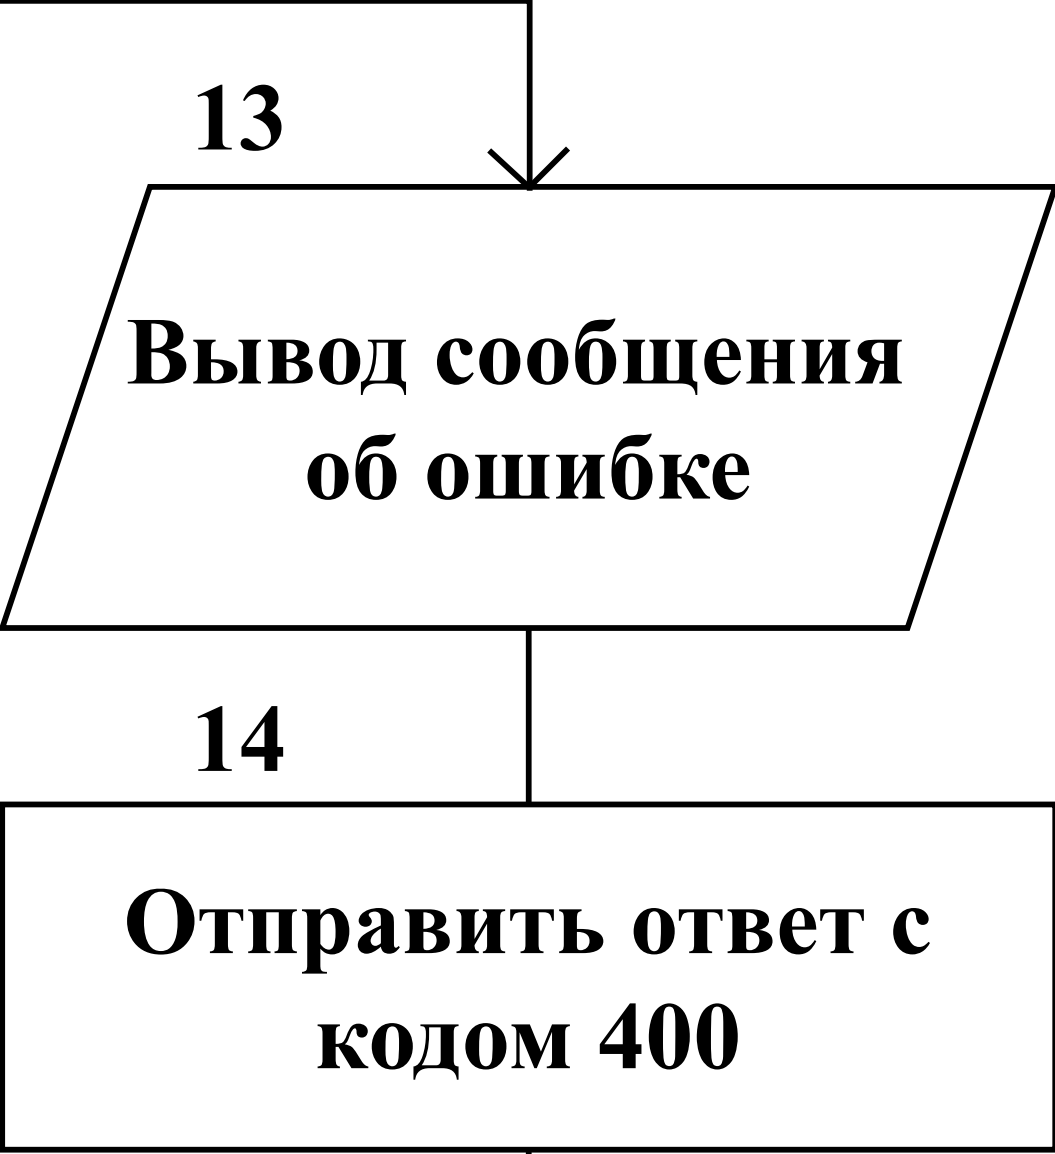 13
Вывод сообщения
об ошибке
14
Отправить ответ с
кодом 400